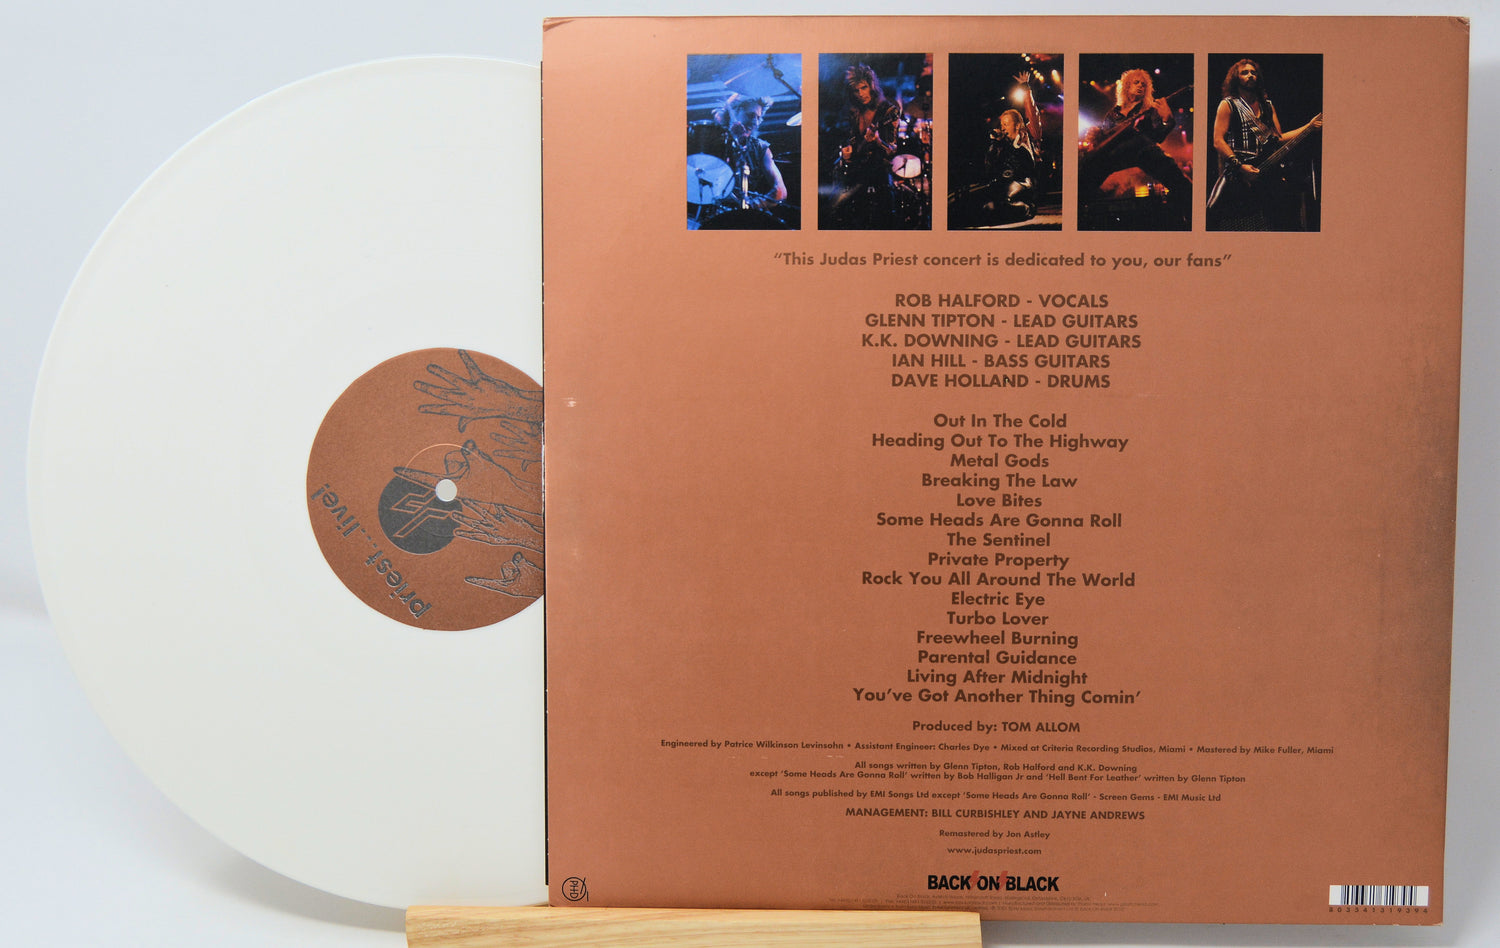 "This Judas Priest concert is dedicated to you, our fans"
ROB HALFORD - VOCALS
GLENN TIPTON - LEAD GUITARS
K.K. DOWNING - LEAD GUITARS
IAN HILL - BASS GUITARS
DAVE HOLLAND - DRUMS
Out In The Cold
Heading Out To The Highway
Metal Gods
Breaking The Law
Love Bites
Some Heads Are Gonna Roll
The Sentinel
Private Property
Rock You All Around The World
Electric Eye
Turbo Lover
Freewheel Burning
Parental Guidance
Living After Midnight
You've Got Another Thing Comin'
Produced by: TOM ALLOM
Engineered by Patrice Wilkinson Levinsohn • Assistant Engineer: Charles Dye • Mixed at Criteria Recording Studios, Miami • Mastered by Mike Fuller, Miami
All songs written by Glenn Tipton, Rob Halford and K.K. Downing
except 'Some Heads Are Gonna Roll' written by Bob Halligan Jr and 'Hell Bent For Leather' written by Glenn Tipton
All songs published by EMI Songs Ltd except 'Some Heads Are Gonna Roll' - Screen Gems - EMI Music Ltd
MANAGEMENT: BILL CURBISHLEY AND JAYNE ANDREWS
Remastered by Jon Astley
www.judaspriest.com
BACK ON BLACK
PHD
803541319394
priest...live!